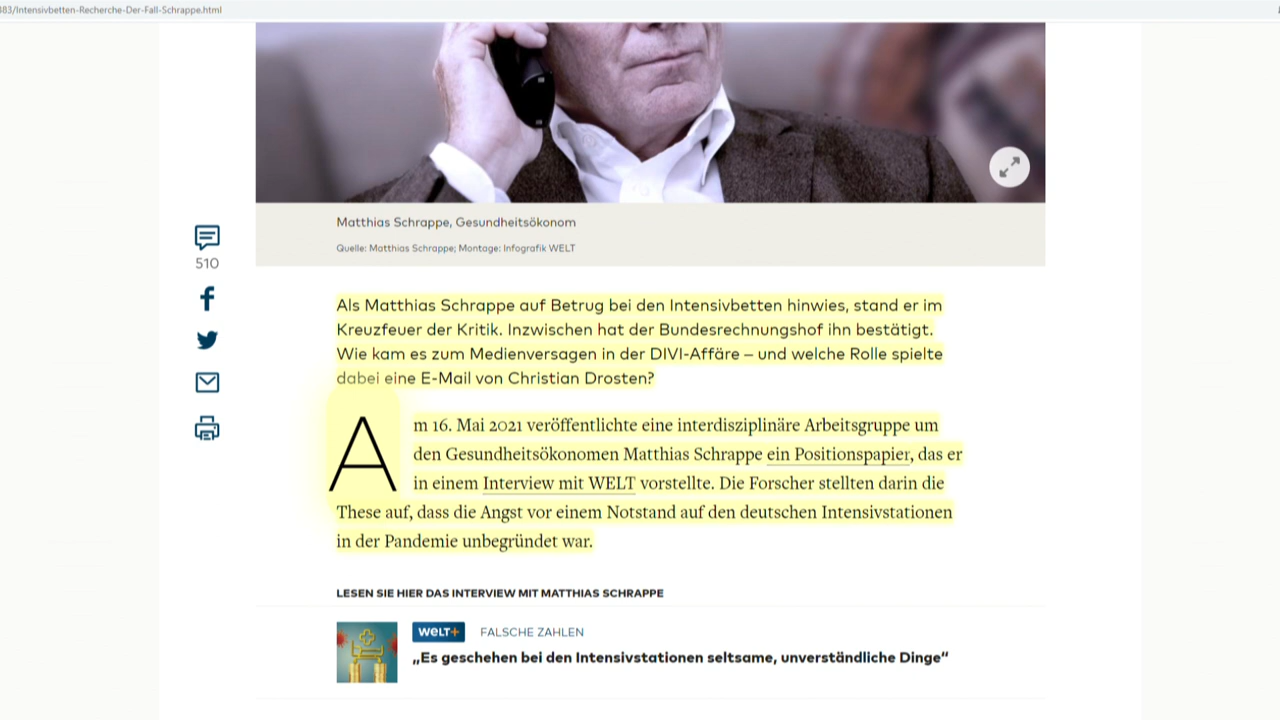 383/Intensivbetten-Recherche-Der-Fall-Schrappe.html
Matthias Schrappe, Gesundheitsökonom
Quelle: Matthias Schrappe; Montage: Infografik WELT
510
Als Matthias Schrappe auf Betrug bei den Intensivbetten hinwies, stand er im
Kreuzfeuer der Kritik. Inzwischen hat der Bundesrechnungshof ihn bestätigt.
Wie kam es zum Medienversagen in der DIVI-Affäre – und welche Rolle spielte
dabei eine E-Mail von Christian Drosten?
Am 16. Mai 2021 veröffentlichte eine interdisziplinäre Arbeitsgruppe um
den Gesundheitsökonomen Matthias Schrappe ein Positionspapier, das er
in einem Interview mit WELT vorstellte. Die Forscher stellten darin die
These auf, dass die Angst vor einem Notstand auf den deutschen Intensivstationen
in der Pandemie unbegründet war.
LESEN SIE HIER DAS INTERVIEW MIT MATTHIAS SCHRAPPE
WELT+ FALSCHE ZAHLEN
„Es geschehen bei den Intensivstationen seltsame, unverständliche Dinge“